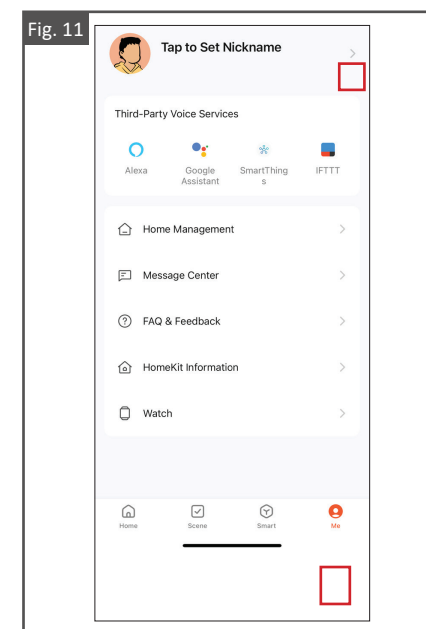 Fig. 11
Tap to Set Nickname
Third-Party Voice Services
Alexa
Google
Assistant
SmartThing
s
IFTTT
Home Management
Message Center
FAQ & Feedback
HomeKit Information
Watch
Home
Scene
Smart
Me